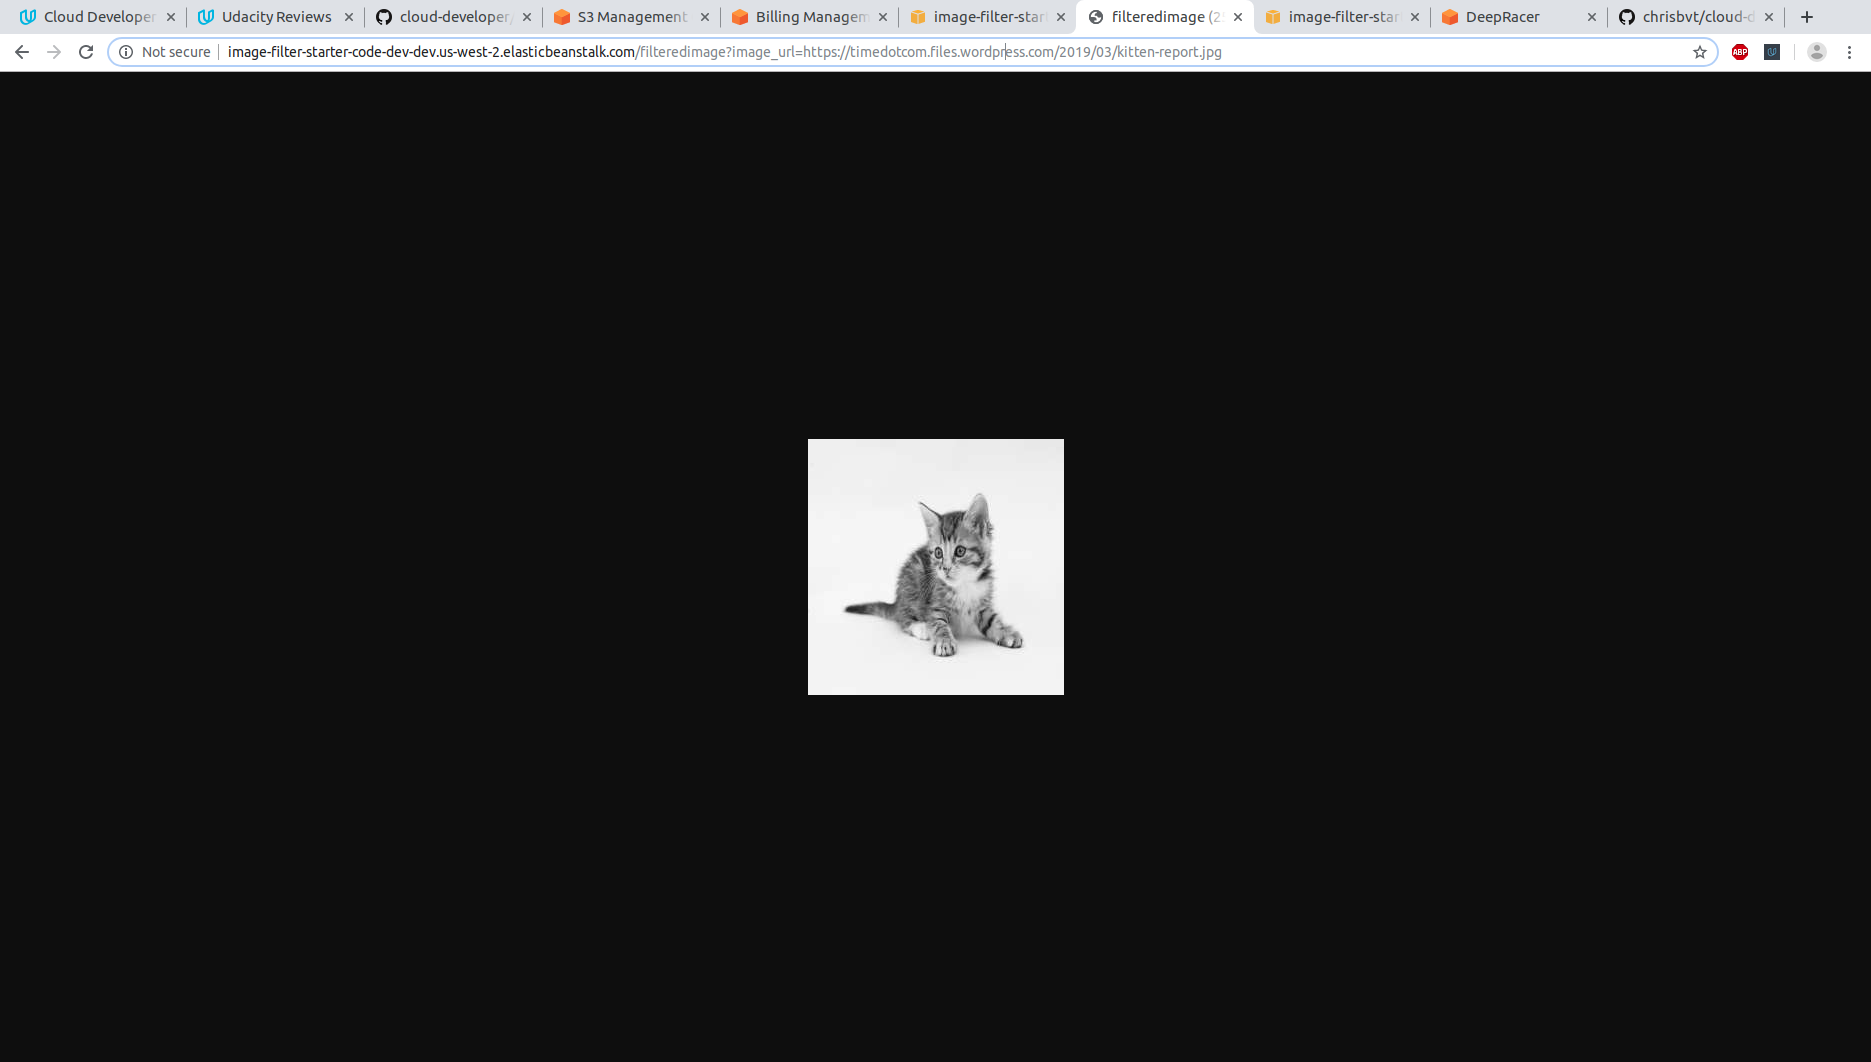 Cloud Developer
Udacity Reviews
cloud-developer/
S3 Management
Billing Managem
image-filter-star
filteredimage (25
image-filter-star
DeepRacer
chrisbvt/cloud-d
Not secure
image-filter-starter-code-dev-dev.us-west-2.elasticbeanstalk.com/filteredimage?image_url=https://timedotcom.files.wordpress.com/2019/03/kitten-report.jpg
ABP